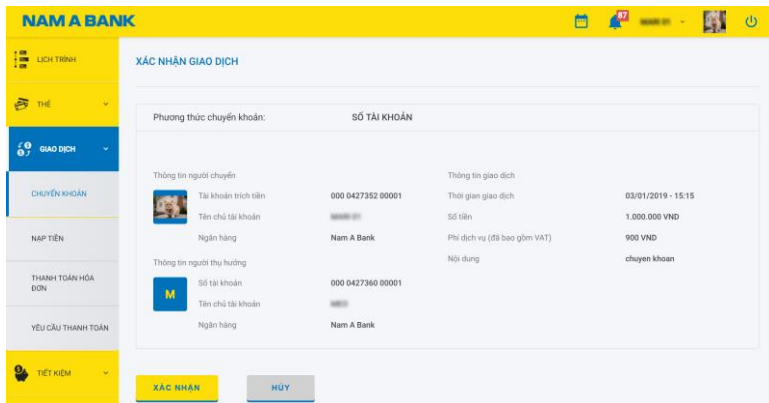 NAM A BANK
87
LỊCH TRÌNH
XÁC NHẬN GIAO DỊCH
THẺ
Phương thức chuyển khoản: SỐ TÀI KHOẢN
GIAO DỊCH
Thông tin người chuyển Thông tin giao dịch
CHUYỂN KHOẢN
Tài khoản trích tiền 000 0427352 00001 Thời gian giao dịch 03/01/2019 - 15:15
Tên chủ tài khoản Số tiền 1.000.000 VND
NẠP TIỀN
Ngân hàng Nam A Bank Phí dịch vụ (đã bao gồm VAT) 900 VND
Thông tin người thụ hưởng Nội dung chuyen khoan
THANH TOÁN HÓA
ĐƠN
M
Số tài khoản 000 0427360 00001
Tên chủ tài khoản
YÊU CẦU THANH TOÁN
Ngân hàng Nam A Bank
TIẾT KIỆM
XÁC NHẬN HỦY